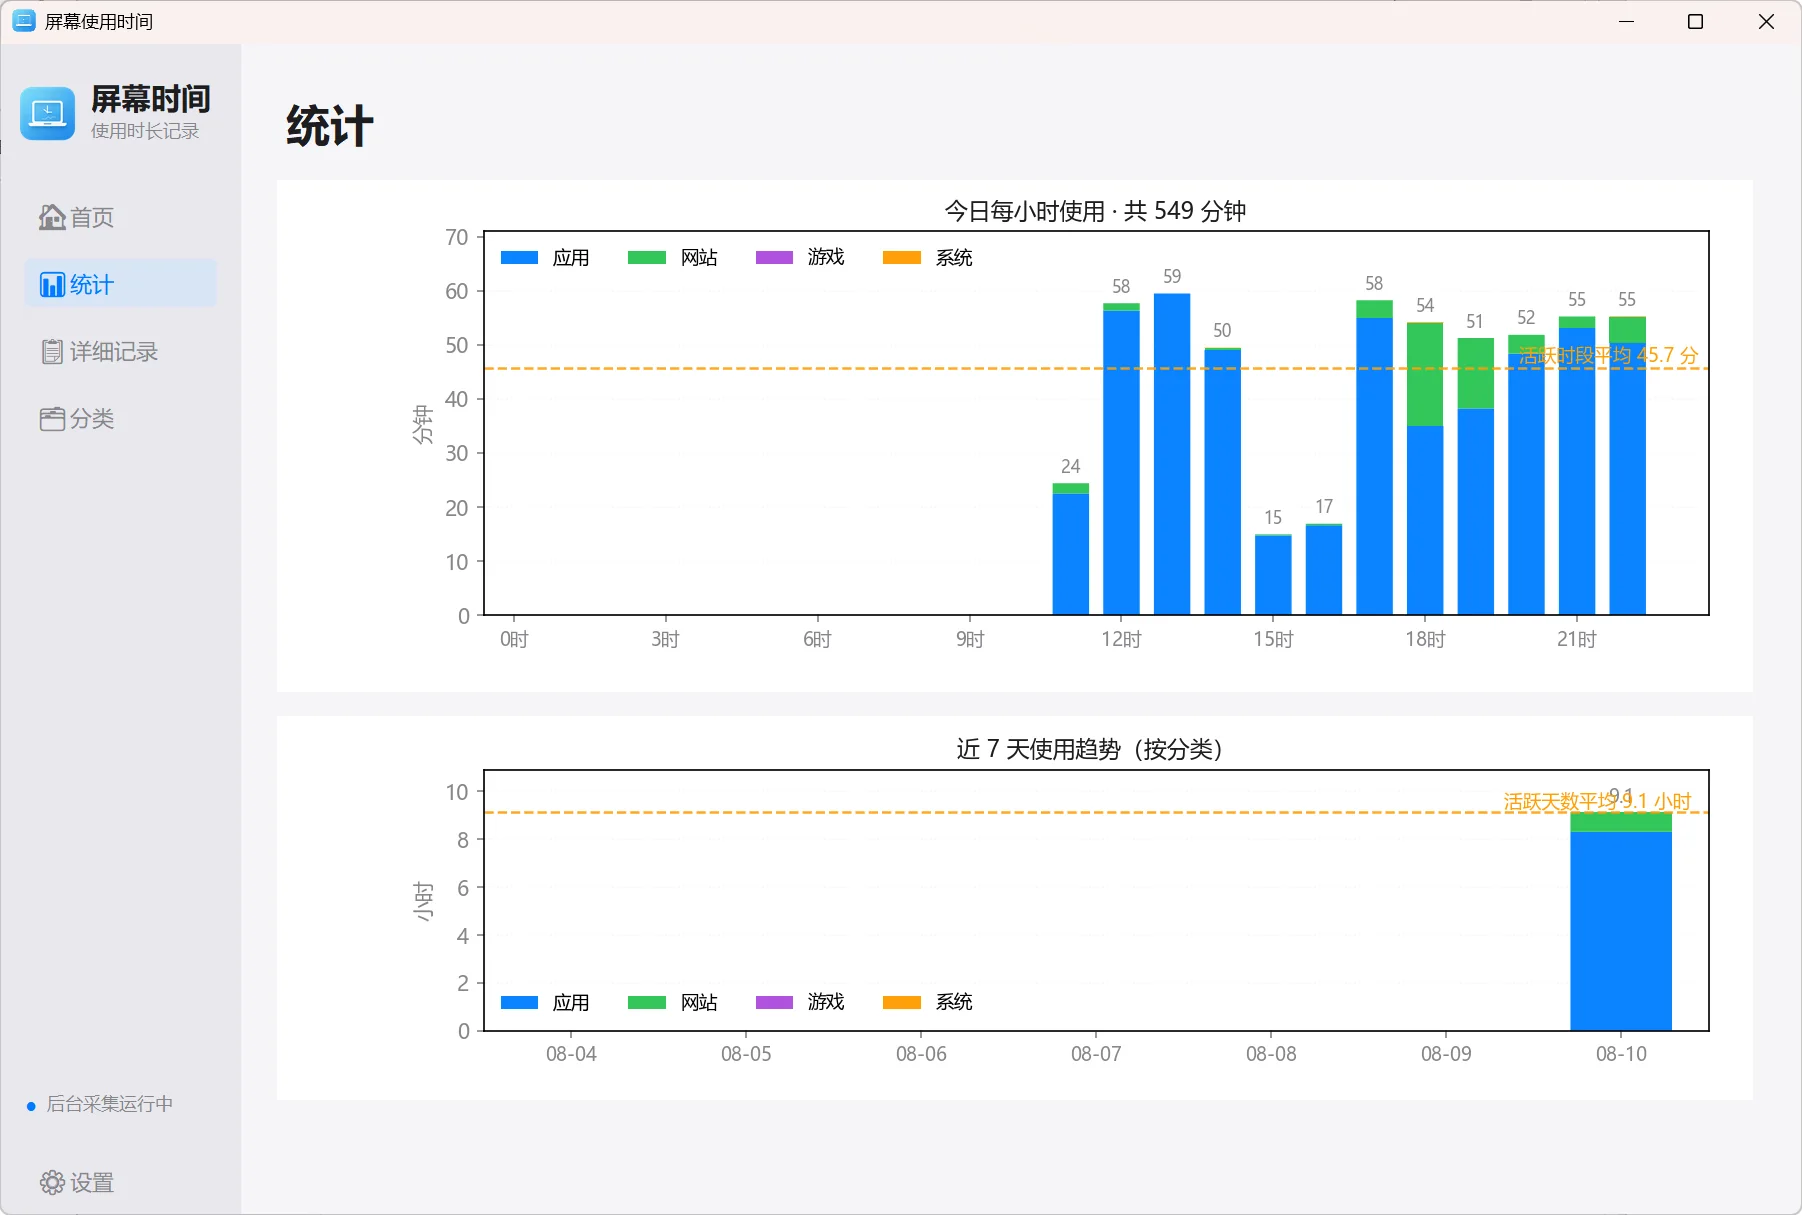 屏幕使用时间
屏幕时间
使用时长记录
首页
统计
详细记录
分类
后台采集运行中
设置
统计
今日每小时使用 · 共 549 分钟
应用 网站 游戏 系统
分钟
70
60
50
40
30
20
10
0
24 58 59 50 15 17 58 54 51 52 55 55
活跃时段平均 45.7 分
0时 3时 6时 9时 12时 15时 18时 21时
近 7 天使用趋势（按分类）
小时
10
8
6
4
2
0
9.1
活跃天数平均 9.1 小时
应用 网站 游戏 系统
08-04 08-05 08-06 08-07 08-08 08-09 08-10